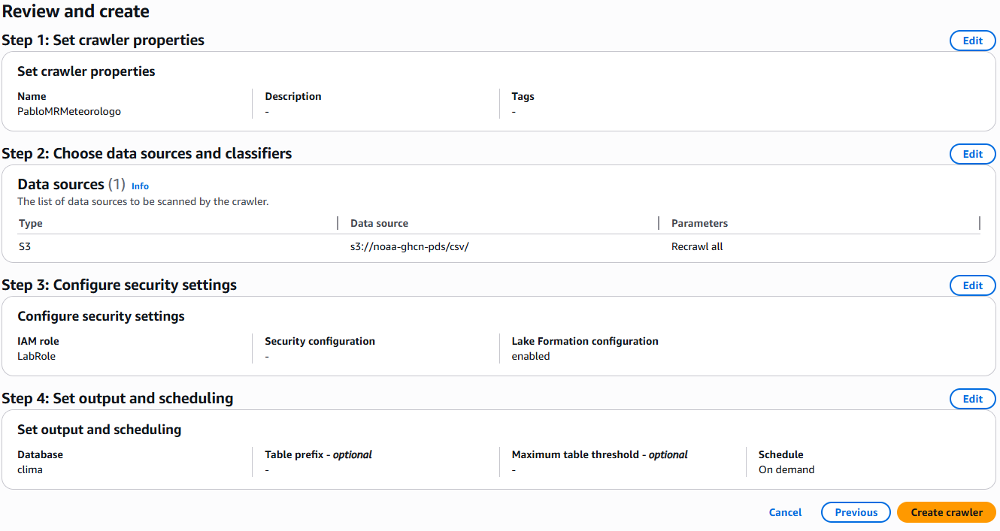 Review and create
Step 1: Set crawler properties
Edit
Set crawler properties
Name
Description
Tags
PabloMRMeteorologo
-
-
Step 2: Choose data sources and classifiers
Edit
Data sources (1) Info
The list of data sources to be scanned by the crawler.
Type
Data source
Parameters
S3
s3://noaa-ghcn-pds/csv/
Recrawl all
Step 3: Configure security settings
Edit
Configure security settings
IAM role
Security configuration
Lake Formation configuration
LabRole
-
enabled
Step 4: Set output and scheduling
Edit
Set output and scheduling
Database
Table prefix - optional
Maximum table threshold - optional
Schedule
clima
-
-
On demand
Cancel
Previous
Create crawler